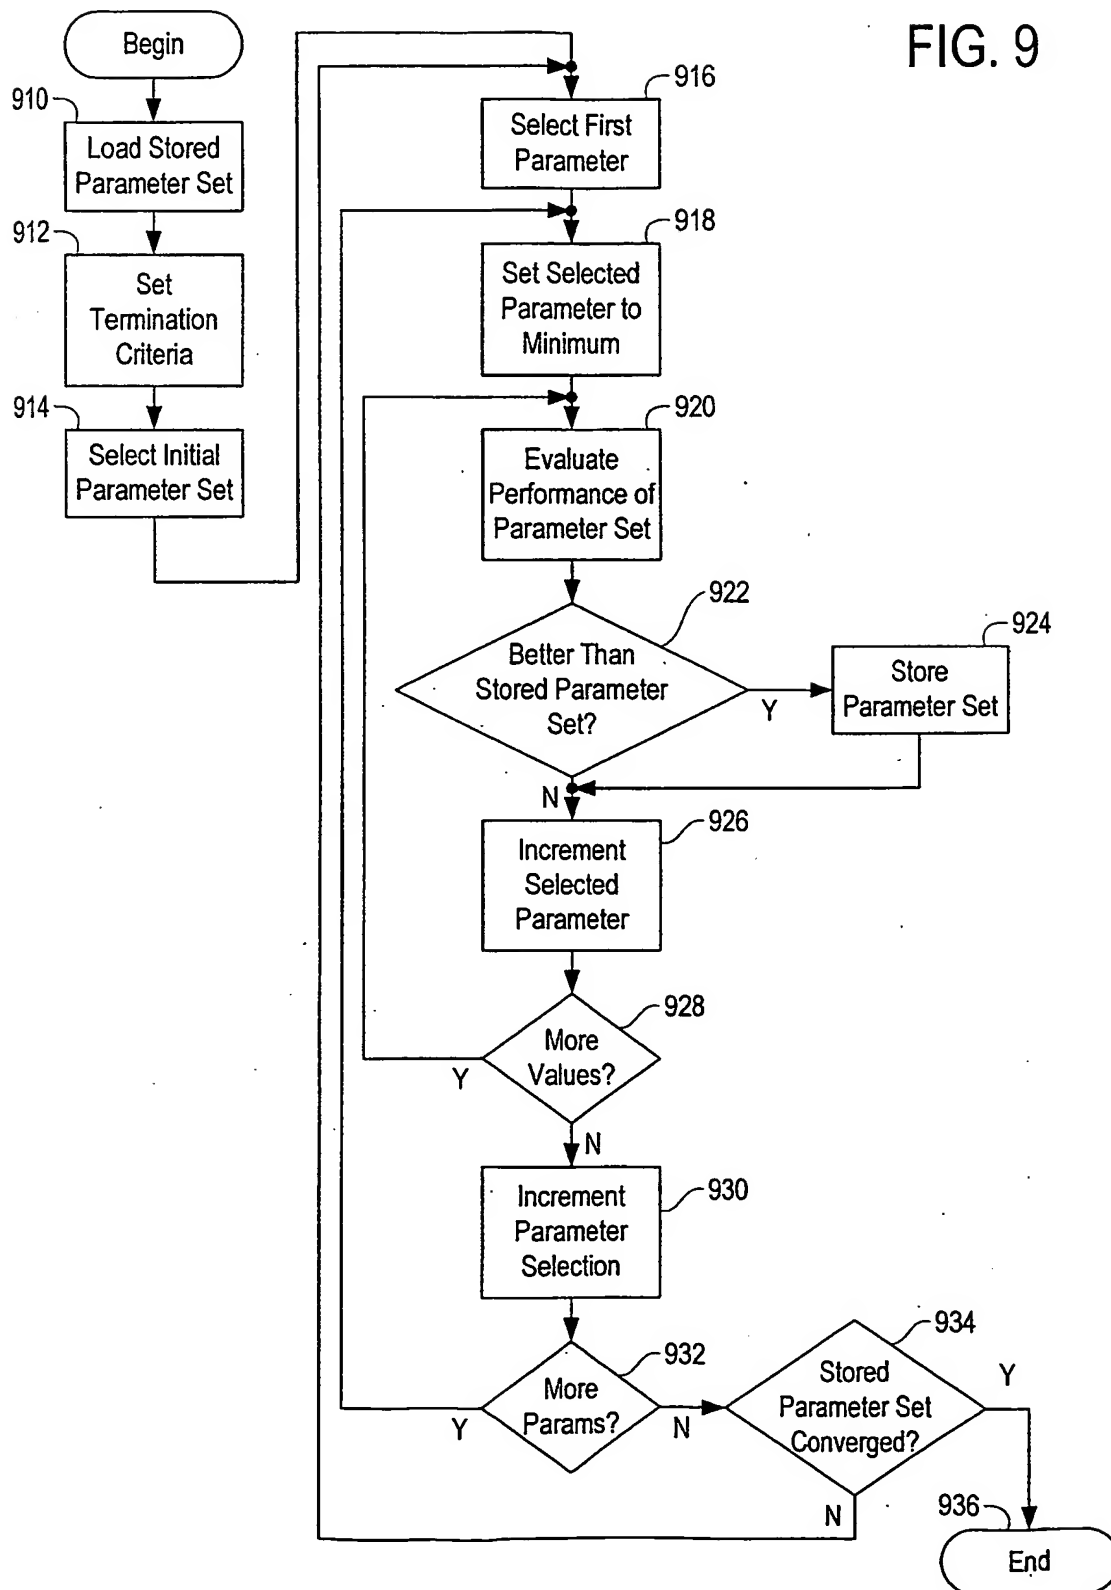 FIG. 9
Begin
910
Load Stored
Parameter Set
912
Set
Termination
Criteria
914
Select Initial
Parameter Set
916
Select First
Parameter
918
Set Selected
Parameter to
Minimum
920
Evaluate
Performance of
Parameter Set
922
Better Than
Stored Parameter
Set?
Y
924
Store
Parameter Set
N
926
Increment
Selected
Parameter
928
More
Values?
Y
N
930
Increment
Parameter
Selection
932
More
Params?
Y
N
934
Stored
Parameter Set
Converged?
Y
N
936
End